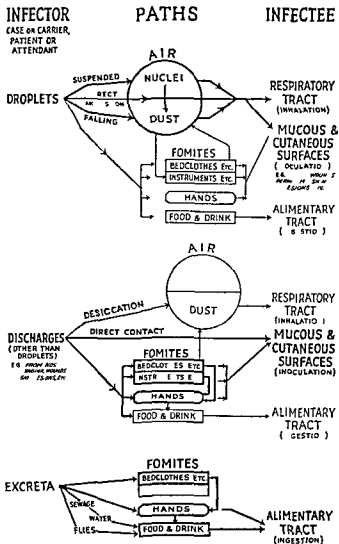 INFECTOR PATHS INFECTEE
CASE OR CARRIER,
PATIENT OR
ATTENDANT
AIR
SUSPENDED
NUCLEI
DROPLETS
RESPIRATORY
TRACT
(INHALATION)
FALLING
DUST
MUCOUS &
CUTANEOUS
SURFACES
FOMITES
BEDCLOTHES ETC.
INSTRUMENTS ETC.
HANDS
FOOD & DRINK
ALIMENTARY
TRACT
AIR
DESICCATION
DUST
RESPIRATORY
TRACT
DISCHARGES
DIRECT CONTACT
MUCOUS &
CUTANEOUS
SURFACES
(INOCULATION)
(OTHER THAN
DROPLETS)
FOMITES
HANDS
FOOD & DRINK
ALIMENTARY
TRACT
FOMITES
BEDCLOTHES ETC.
EXCRETA
HANDS
SEWAGE
WATER
FLIES
FOOD & DRINK
ALIMENTARY
TRACT
(INGESTION)